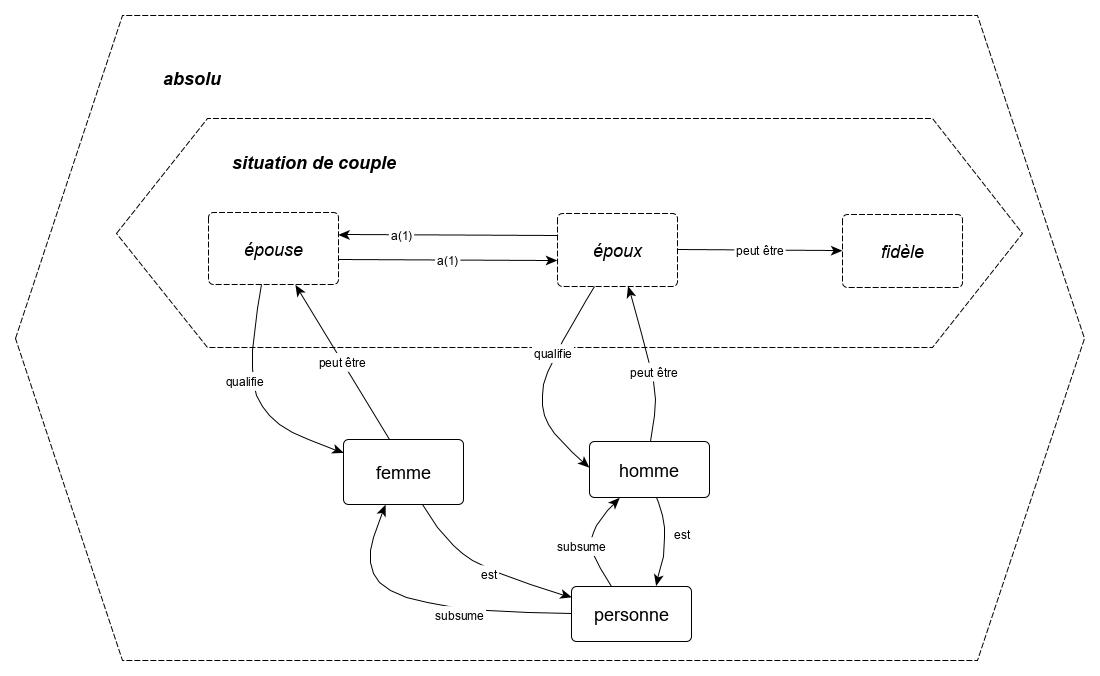 absolu
situation de couple
a(1)
épouse
époux
fidèle
peut être
a(1)
qualifie
peut être
peut être
qualifie
femme
homme
est
subsume
est
subsume
personne